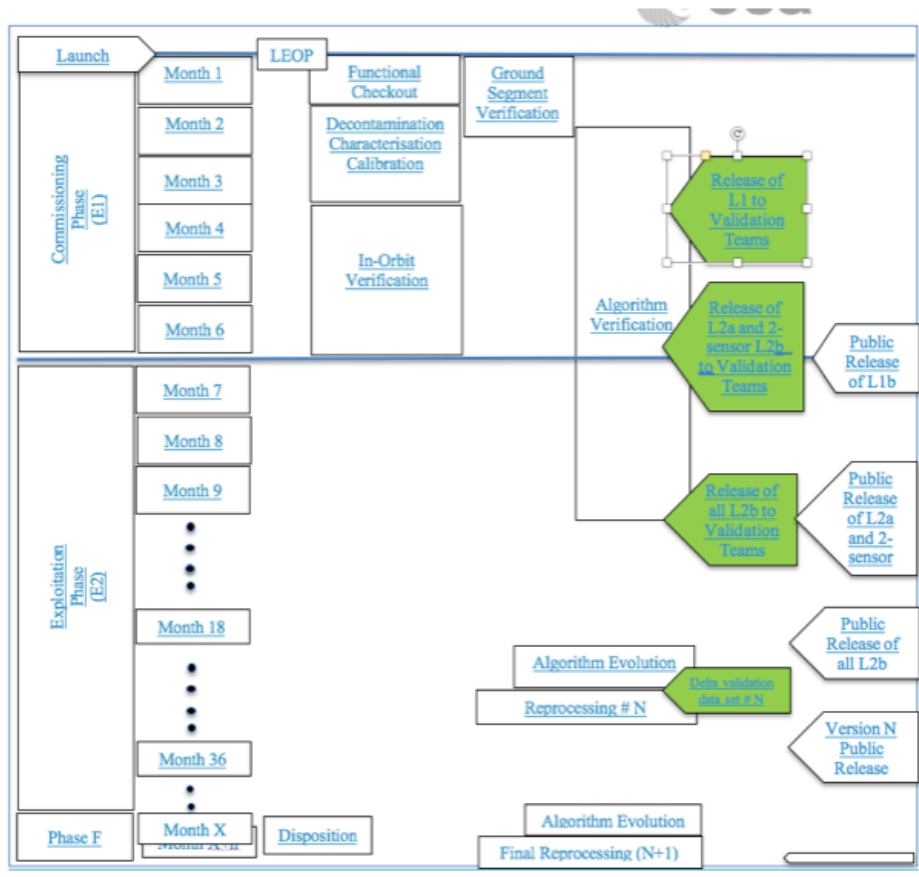 Launch
LEOP
Month 1
Functional
Checkout
Ground
Segment
Verification
Month 2
Decontamination
Characterisation
Calibration
Month 3
Commissioning
Phase
(E1)
Release of
L1 to
Validation
Teams
Month 4
In-Orbit
Verification
Month 5
Algorithm
Verification
Release of
L2a and 2-
sensor L2b
to Validation
Teams
Month 6
Public
Release
of L1b
Month 7
Month 8
Month 9
Release of
all L2b to
Validation
Teams
Public
Release
of L2a
and 2-
sensor
Exploitation
Phase
(E2)
Month 18
Public
Release of
all L2b
Algorithm Evolution
Delta validation
data set # N
Reprocessing # N
Version N
Public
Release
Month 36
Phase F
Month X
Disposition
Algorithm Evolution
Final Reprocessing (N+1)